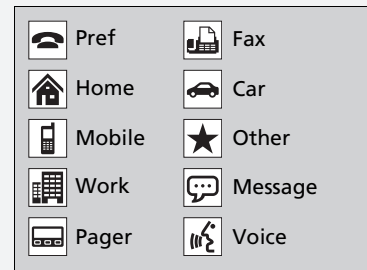 Pref
Fax
Home
Car
Mobile
Other
Work
Message
Pager
Voice